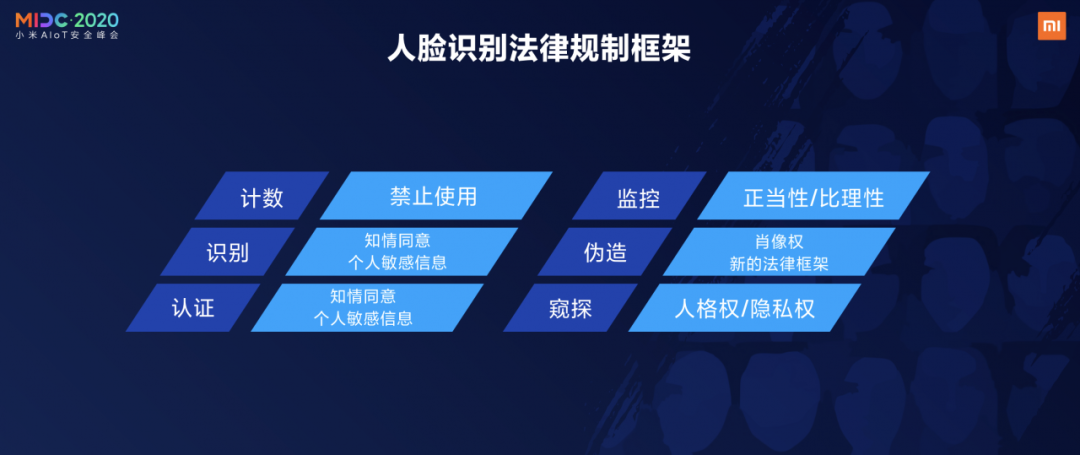 MIDC·2020
小米AIoT安全峰会
mi
人脸识别法律规制框架
计数
禁止使用
识别
知情同意
个人敏感信息
认证
知情同意
个人敏感信息
监控
正当性/比理性
伪造
肖像权
新的法律框架
窥探
人格权/隐私权